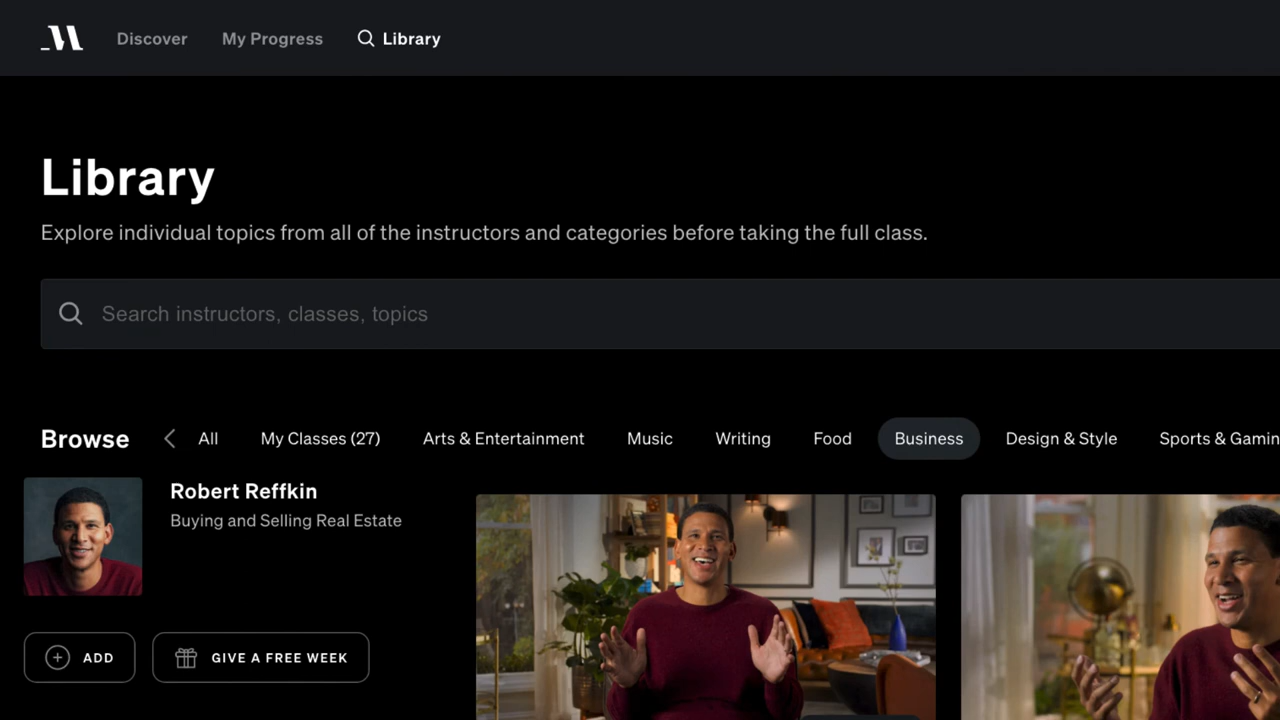 Discover My Progress Library
Library
Explore individual topics from all of the instructors and categories before taking the full class.
Search instructors, classes, topics
Browse All My Classes (27) Arts & Entertainment Music Writing Food Business Design & Style Sports & Gamin
Robert Reffkin
Buying and Selling Real Estate
ADD GIVE A FREE WEEK